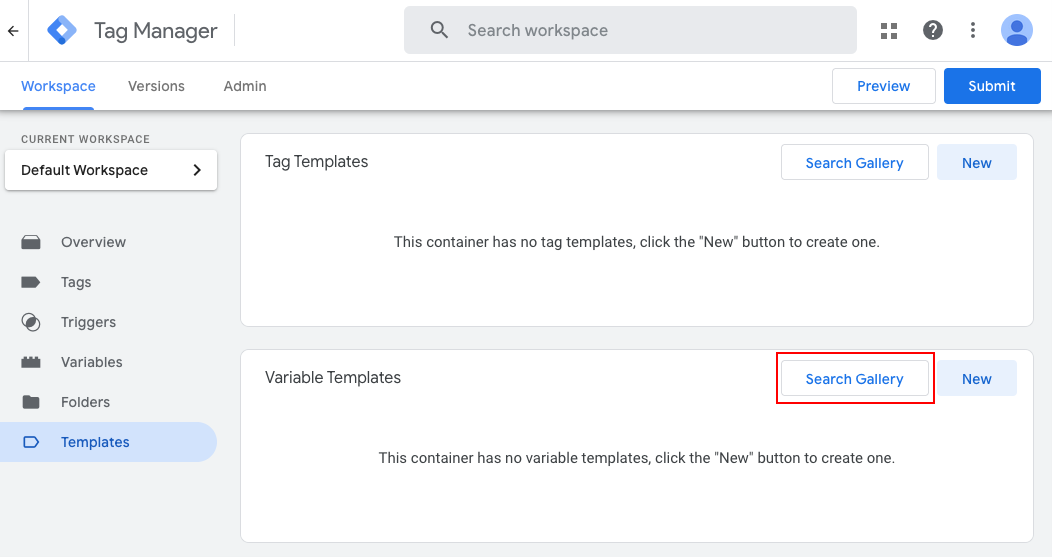 Tag Manager
Search workspace
Workspace
Versions
Admin
Preview
Submit
CURRENT WORKSPACE
Default Workspace
Overview
Tags
Triggers
Variables
Folders
Templates
Tag Templates
Search Gallery
New
This container has no tag templates, click the "New" button to create one.
Variable Templates
Search Gallery
New
This container has no variable templates, click the "New" button to create one.